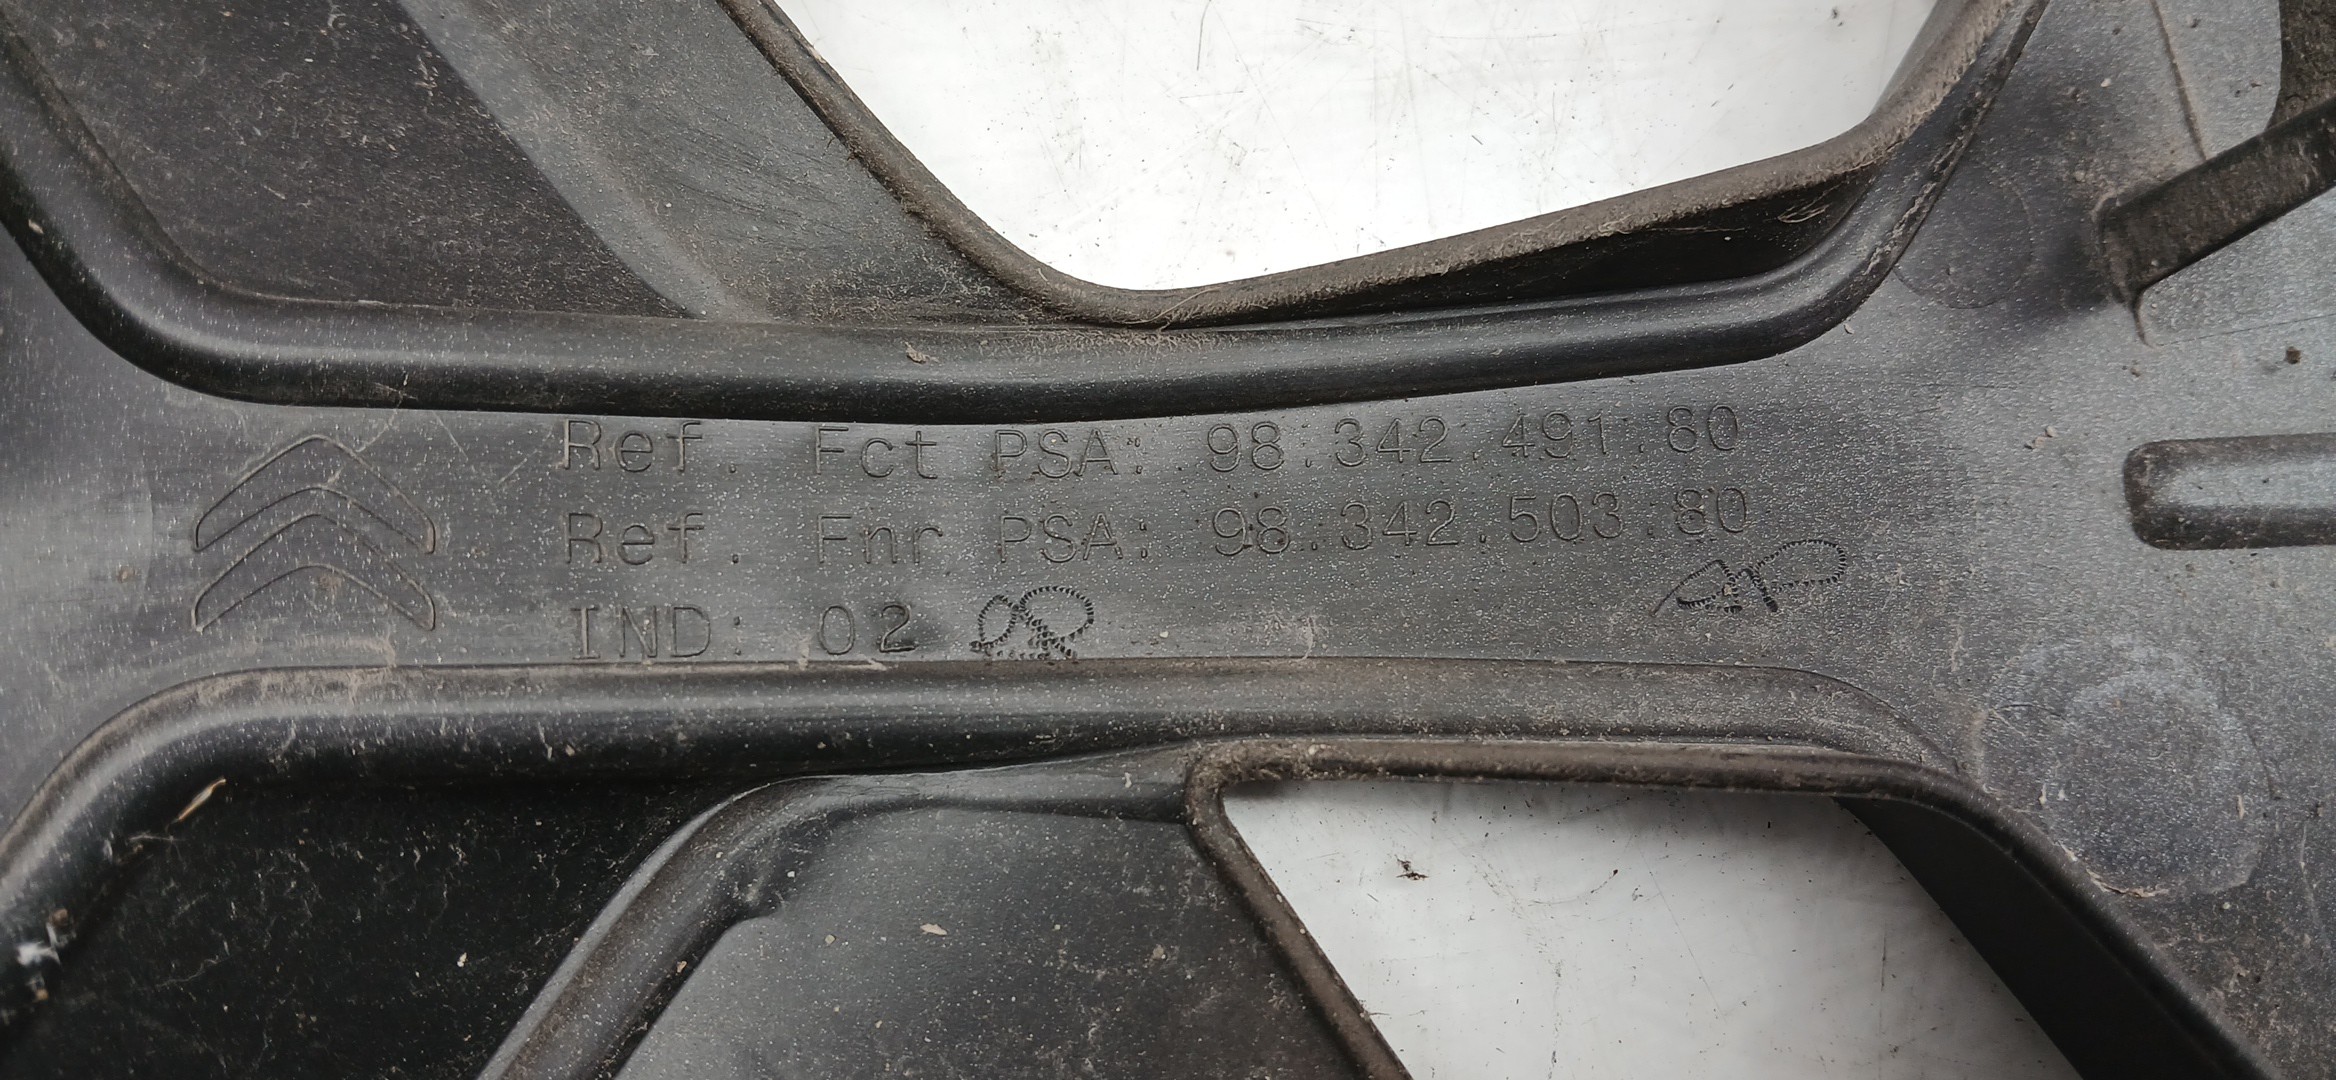 Ref. Fct PSA: 98.342.491.80
Ref. Fnr PSA: 98.342.503.80
IND: 02